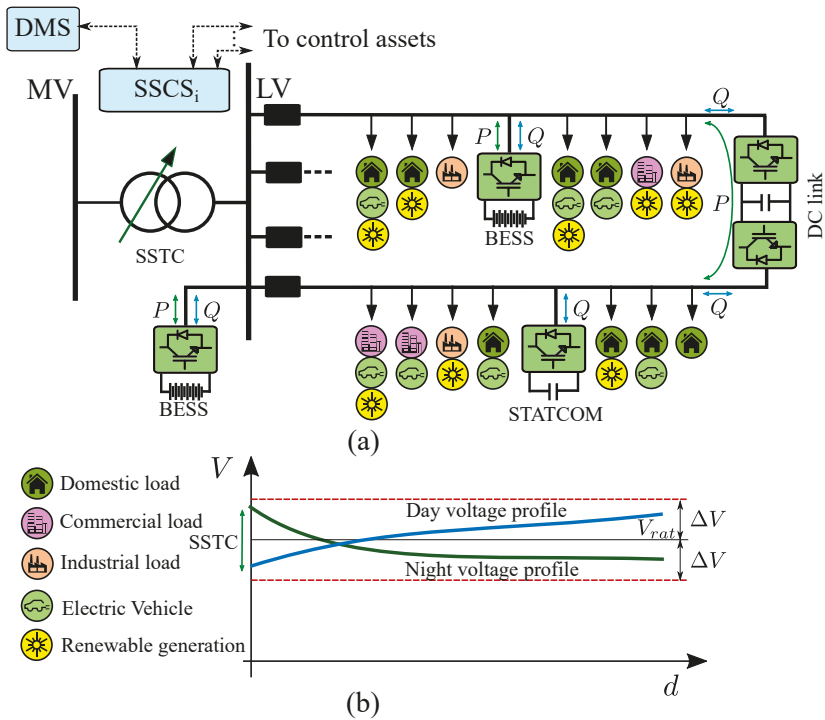 DMS
To control assets
SSCSi
MV
LV
Q
P
Q
P
DC link
BESS
SSTC
P
Q
Q
Q
BESS
STATCOM
(a)
V
Domestic load
Day voltage profile
Vrat
ΔV
Commercial load
SSTC
Industrial load
Night voltage profile
ΔV
Electric Vehicle
Renewable generation
d
(b)